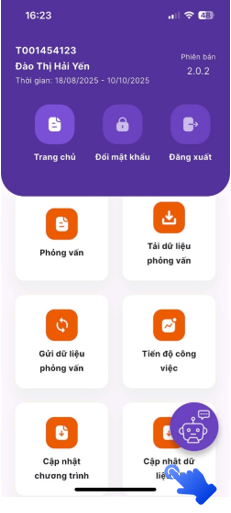 16:23
48
T001454123
Đào Thị Hải Yến
Thời gian: 18/08/2025 - 10/10/2025
Phiên bản
2.0.2
Trang chủ
Đổi mật khẩu
Đăng xuất
Phỏng vấn
Tải dữ liệu
phỏng vấn
Gửi dữ liệu
phỏng vấn
Tiến độ công
việc
Cập nhật
chương trình
Cập nhật dữ